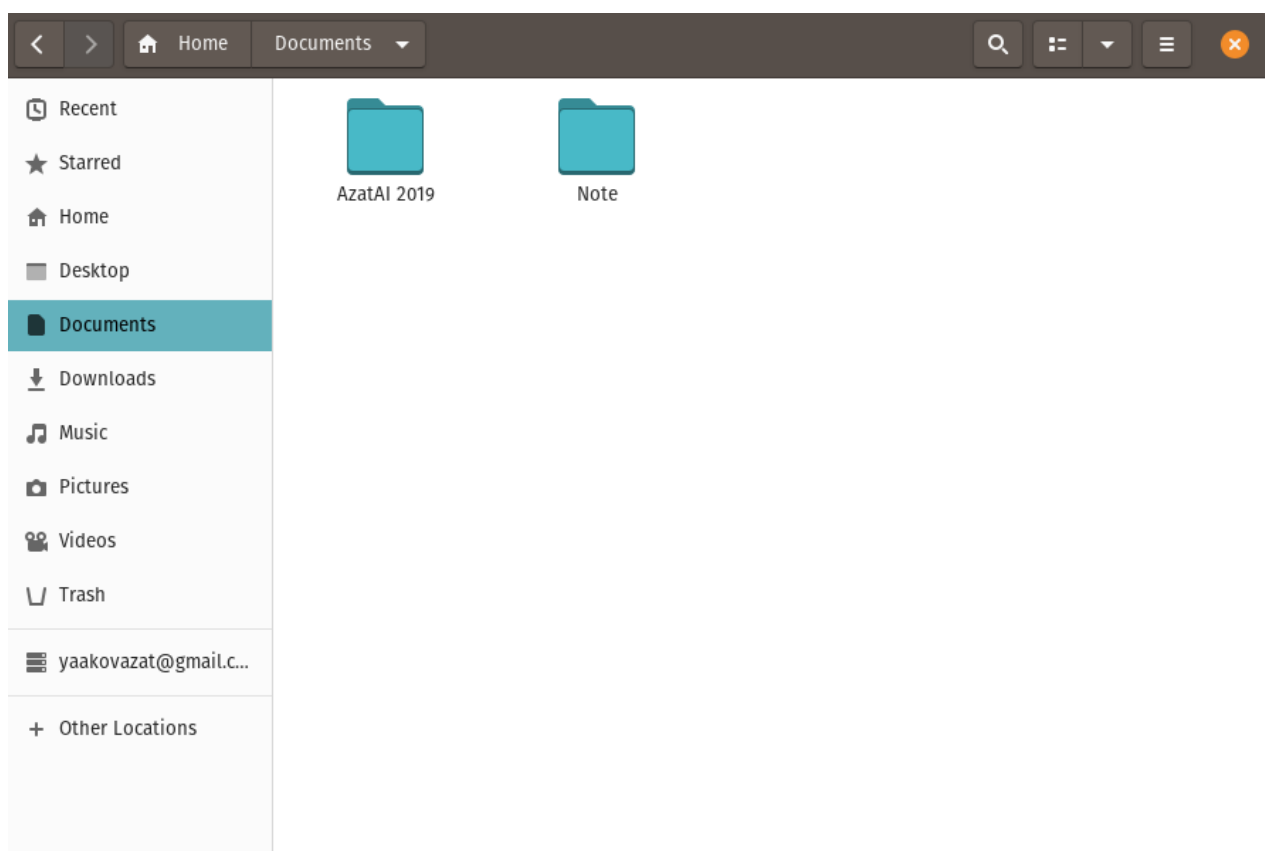 Home
Documents
Recent
Starred
Home
Desktop
Documents
Downloads
Music
Pictures
Videos
Trash
yaakovazat@gmail.c...
Other Locations
AzatAI 2019
Note